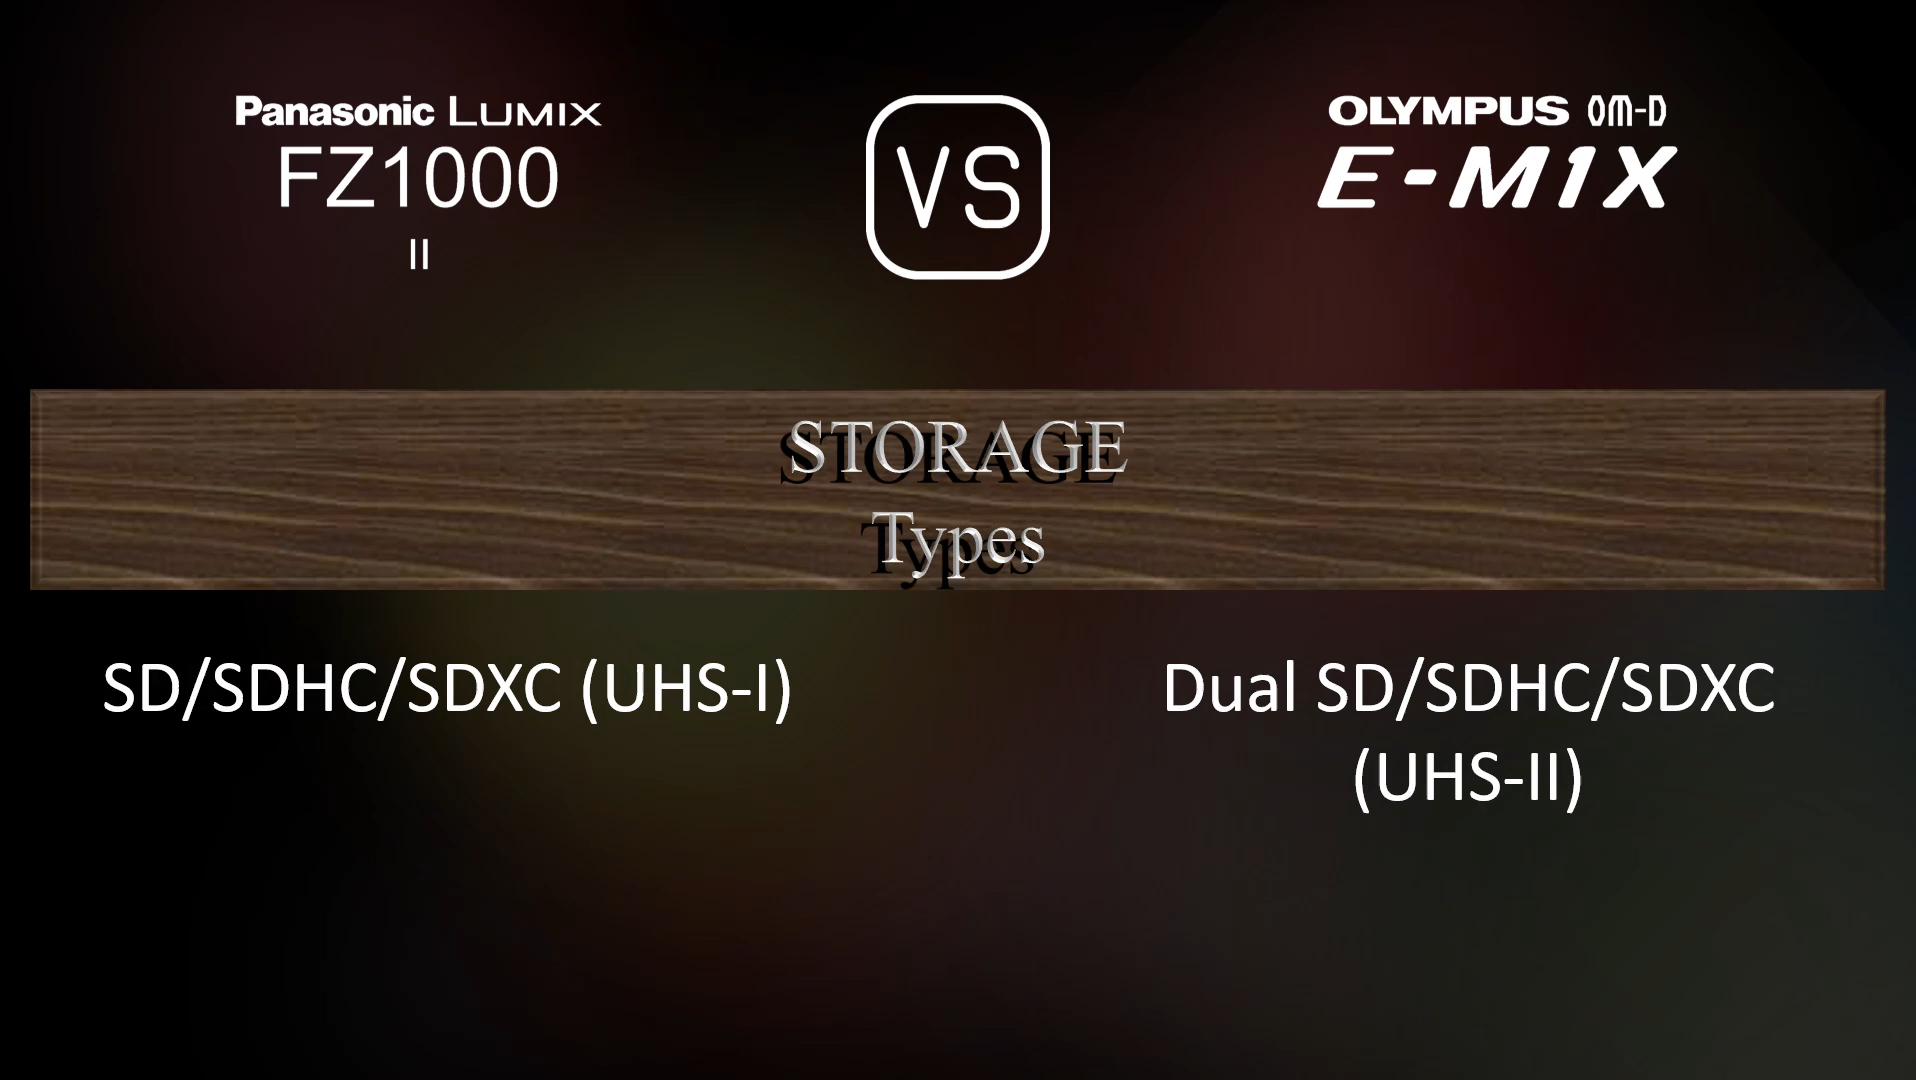 Panasonic LUMIX
FZ1000
II
VS
OLYMPUS OM-D
E-M1X
STORAGE
Types
SD/SDHC/SDXC (UHS-I)
Dual SD/SDHC/SDXC
(UHS-II)